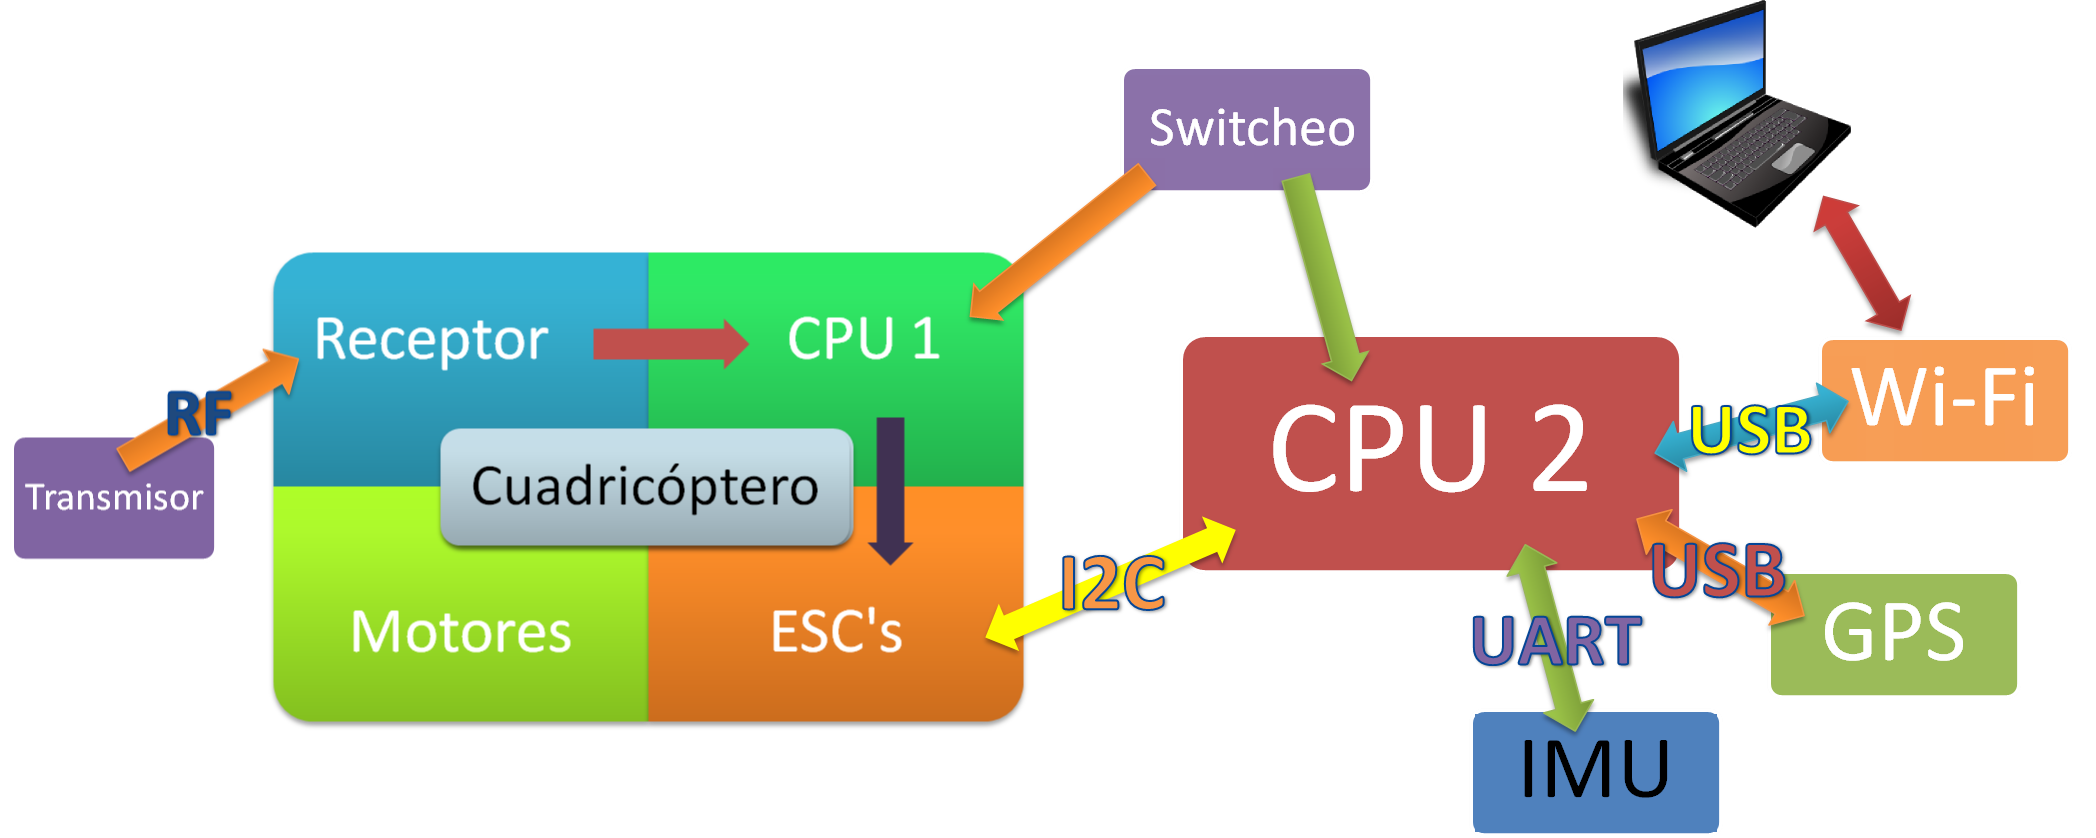 Switcheo
Receptor
CPU 1
RF
Transmisor
Cuadricóptero
Motores
ESC's
I2C
CPU 2
USB
Wi-Fi
USB
GPS
UART
IMU